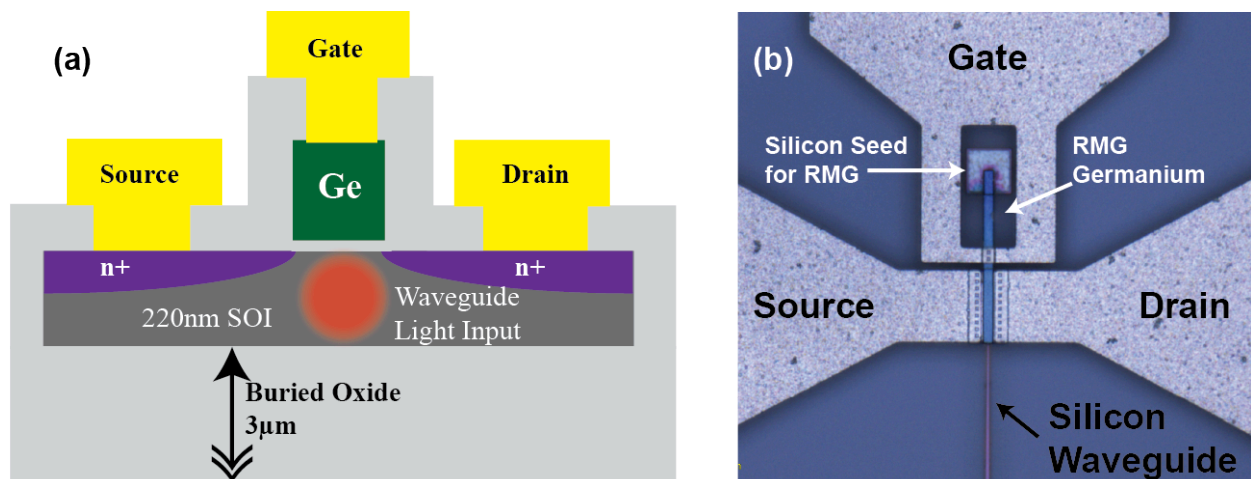 (a)
Gate
Source
Ge
Drain
n+
n+
220nm SOI
Waveguide
Light Input
Buried Oxide
3µm
(b)
Gate
Silicon Seed
for RMG
RMG
Germanium
Source
Drain
Silicon
Waveguide